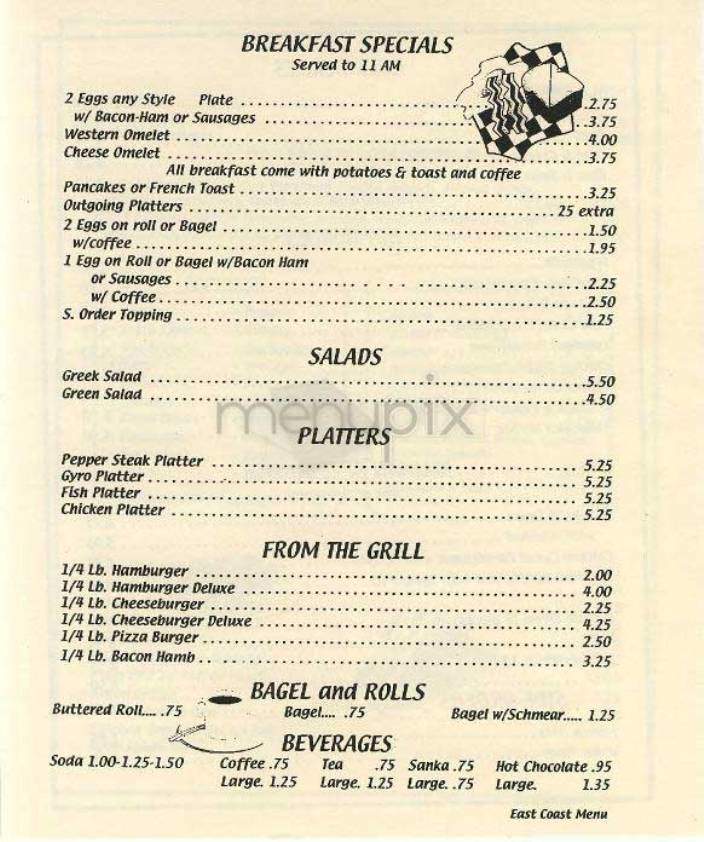 BREAKFAST SPECIALS
Served to 11 AM
2 Eggs any Style Plate ........ .2.75
w/ Bacon-Ham or Sausages ........ .3.75
Western Omelet ........ .4.00
Cheese Omelet ........ .3.75
All breakfast come with potatoes & toast and coffee
Pancakes or French Toast ........ .3.25
Outgoing Platters ........ 25 extra
2 Eggs on roll or Bagel ........ .1.50
w/coffee ........ .1.95
1 Egg on Roll or Bagel w/Bacon Ham
or Sausages ........ .2.25
w/ Coffee ........ .2.50
S. Order Topping ........ .1.25
SALADS
Greek Salad ........ .5.50
Green Salad ........ .4.50
menupix
PLATTERS
Pepper Steak Platter ........ 5.25
Gyro Platter ........ 5.25
Fish Platter ........ 5.25
Chicken Platter ........ 5.25
FROM THE GRILL
1/4 Lb. Hamburger ........ 2.00
1/4 Lb. Hamburger Deluxe ........ 4.00
1/4 Lb. Cheeseburger ........ 2.25
1/4 Lb. Cheeseburger Deluxe ........ 4.25
1/4 Lb. Pizza Burger ........ 2.50
1/4 Lb. Bacon Hamb ........ 3.25
BAGEL and ROLLS
Buttered Roll.... .75 Bagel.... .75 Bagel w/Schmear..... 1.25
BEVERAGES
Soda 1.00-1.25-1.50 Coffee .75 Tea .75 Sanka .75 Hot Chocolate .95
Large. 1.25 Large. 1.25 Large. .75 Large. 1.35
East Coast Menu